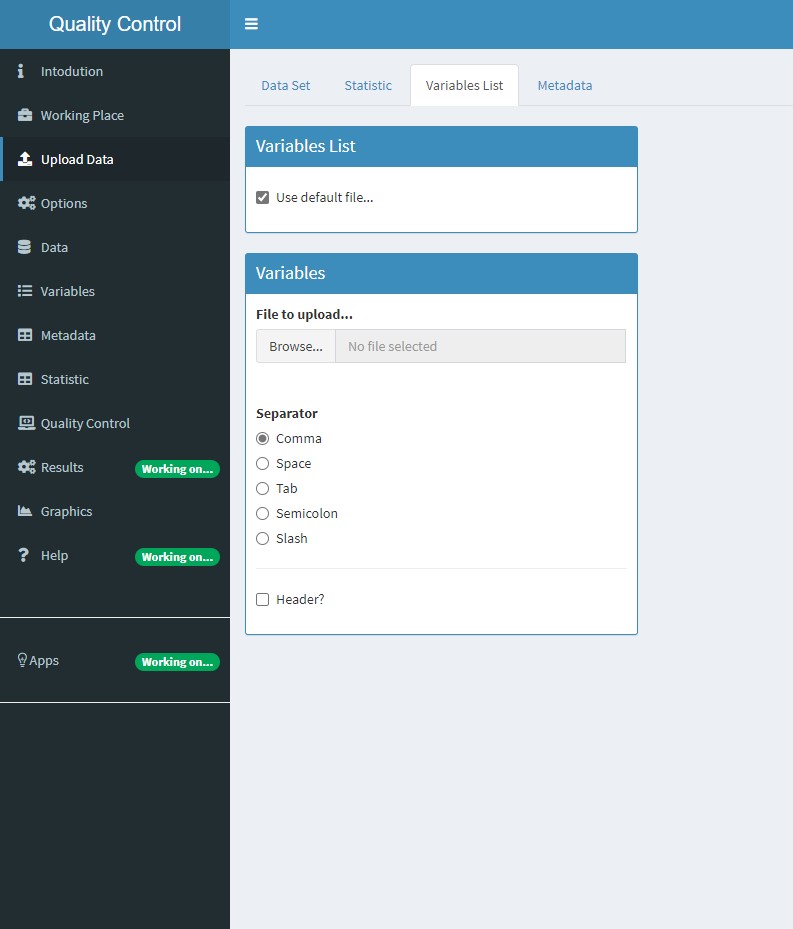 Quality Control
Intodution
Working Place
Upload Data
Options
Data
Variables
Metadata
Statistic
Quality Control
Results Working on...
Graphics
Help Working on...
Apps Working on...
Data Set Statistic Variables List Metadata
Variables List
Use default file...
Variables
File to upload...
Browse... No file selected
Separator
Comma
Space
Tab
Semicolon
Slash
Header?